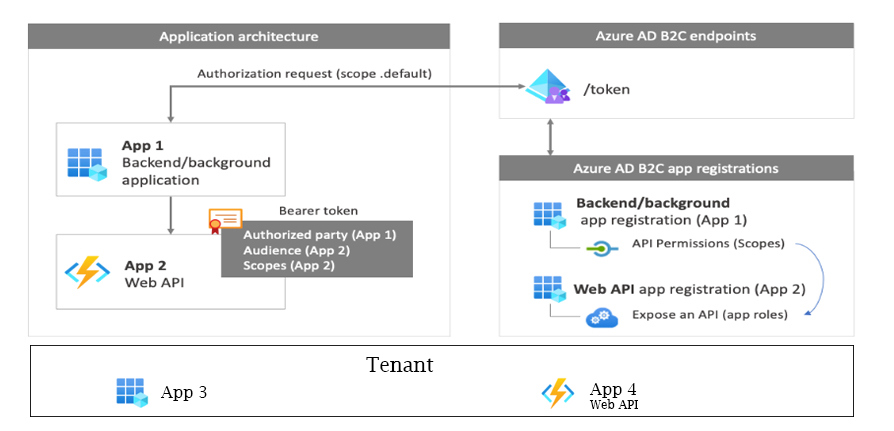 Application architecture
Authorization request (scope .default)
App 1
Backend/background
application
Bearer token
Authorized party (App 1)
Audience (App 2)
Scopes (App 2)
App 2
Web API
Azure AD B2C endpoints
/token
Azure AD B2C app registrations
Backend/background
app registration (App 1)
API Permissions (Scopes)
Web API app registration (App 2)
Expose an API (app roles)
Tenant
App 3
App 4
Web API